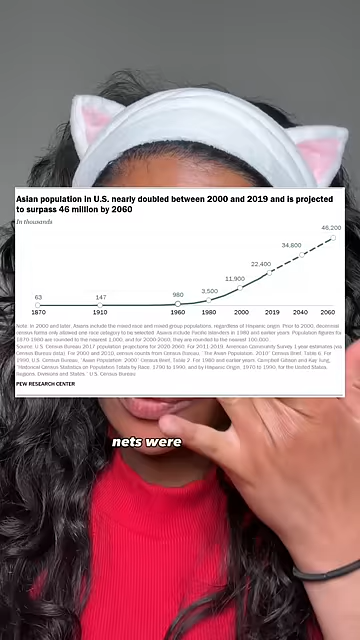 Asian population in U.S. nearly doubled between 2000 and 2019 and is projected
to surpass 46 million by 2060
In thousands
46,200
34,800
22,400
11,900
3,500
980
147
63
1870 1910 1960 1980 2000 2019 2040 2060
Note: In 2000 and later, Asians include the mixed race and mixed group populations, regardless of Hispanic origin. Prior to 2000, decennial
census forms only allowed one race category to be selected. Asians include Pacific Islanders in 1980 and earlier years. Population figures for
1870-1980 are rounded to the nearest 1,000, and for 2000-2060, they are rounded to the nearest 100,000.
Source: U.S. Census Bureau 2017 population projections for 2020-2060. For 2011-2019, American Community Survey 1-year estimates (via
Census Bureau data). For 2000 and 2010, census counts from Census Bureau, "The Asian Population: 2010" Census Brief, Table 6. For
1990, U.S. Census Bureau, "Asian Population: 2000" Census Brief, Table 2. For 1980 and earlier, Campbell Gibson and Kay Jung,
"Historical Census Statistics on Population Totals by Race, 1790 to 1990, and by Hispanic Origin, 1970 to 1990, for the United States,
Regions, Divisions and States." U.S. Census Bureau.
PEW RESEARCH CENTER
nets were